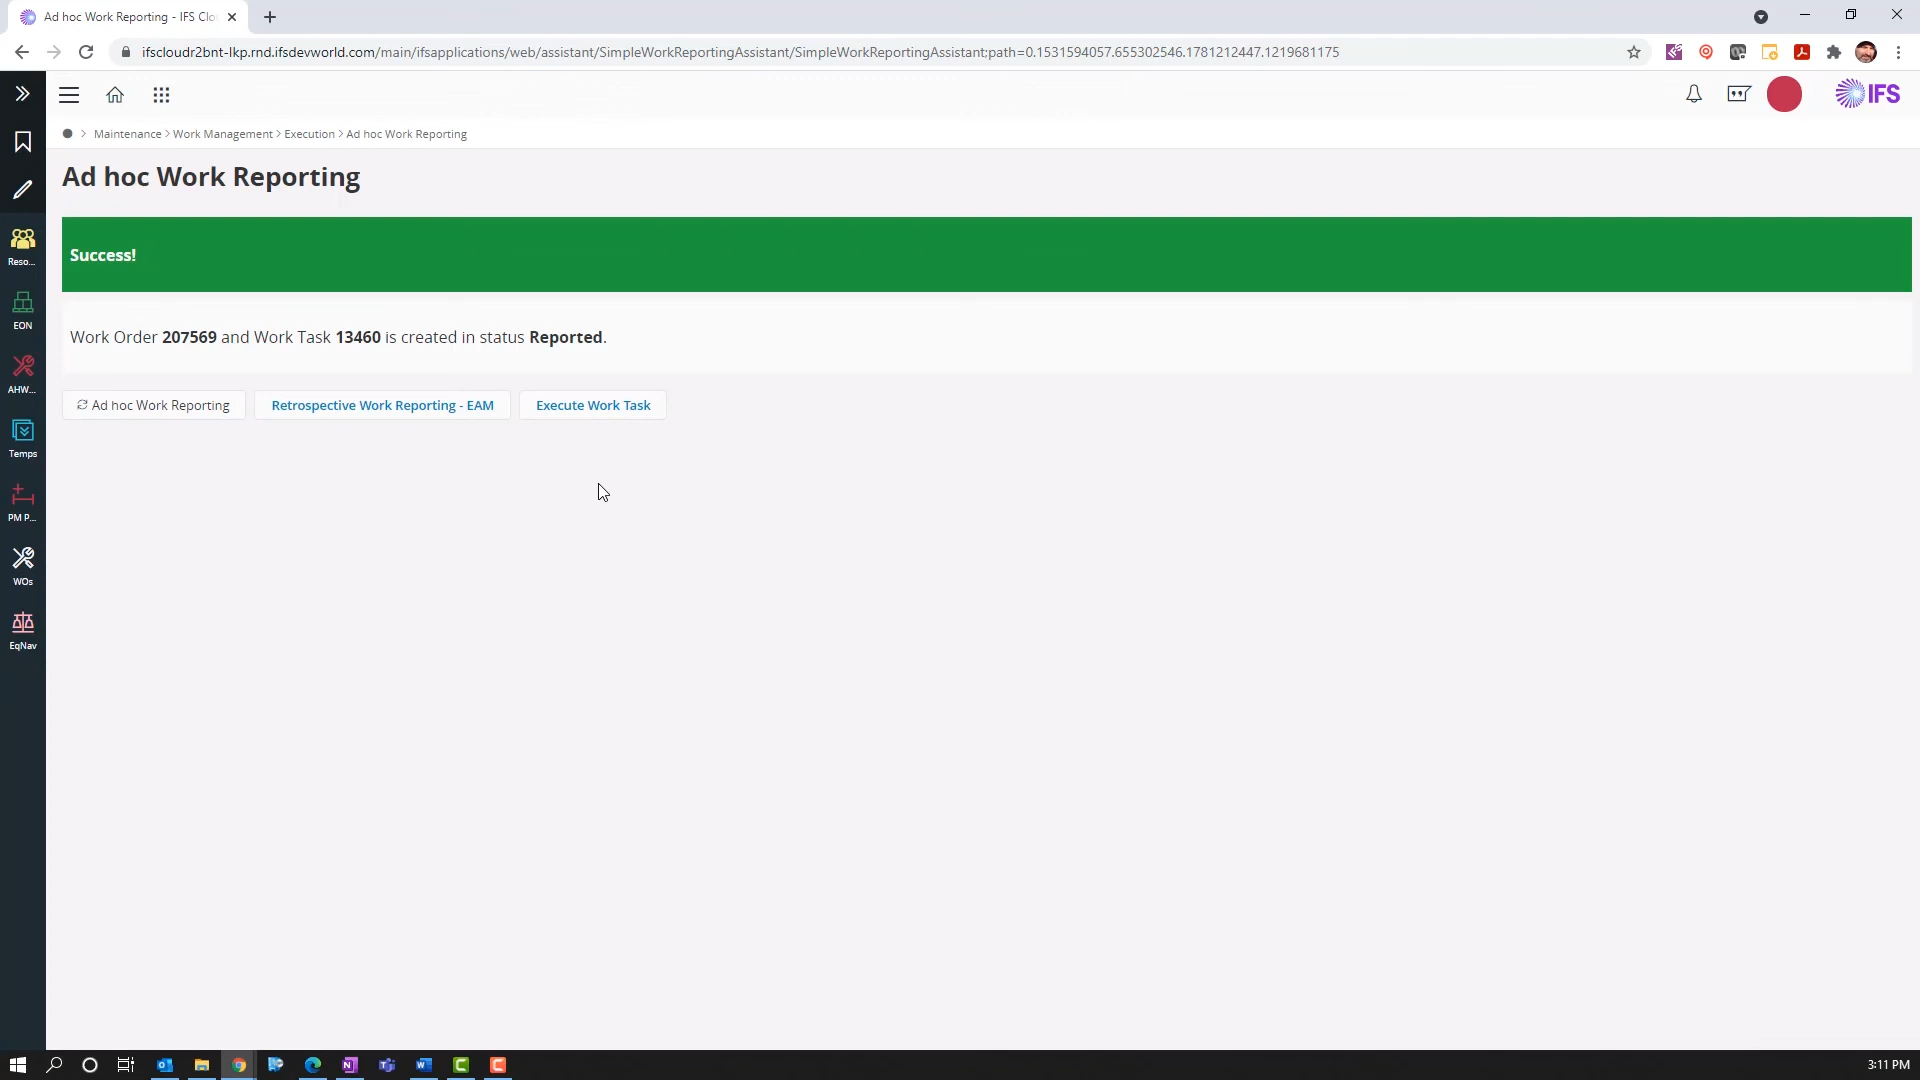 Ad hoc Work Reporting - IFS Clo
ifscloudr2bnt-lkp.rnd.ifsdevworld.com/main/ifsapplications/web/assistant/SimpleWorkReportingAssistant/SimpleWorkReportingAssistant;path=0.1531594057.655302546.1781212447.1219681175
IFS
Maintenance > Work Management > Execution > Ad hoc Work Reporting
Ad hoc Work Reporting
Success!
Work Order 207569 and Work Task 13460 is created in status Reported.
Ad hoc Work Reporting
Retrospective Work Reporting - EAM
Execute Work Task
Reso...
EON
AHW...
Temps
PM P...
WOs
EqNav
3:11 PM